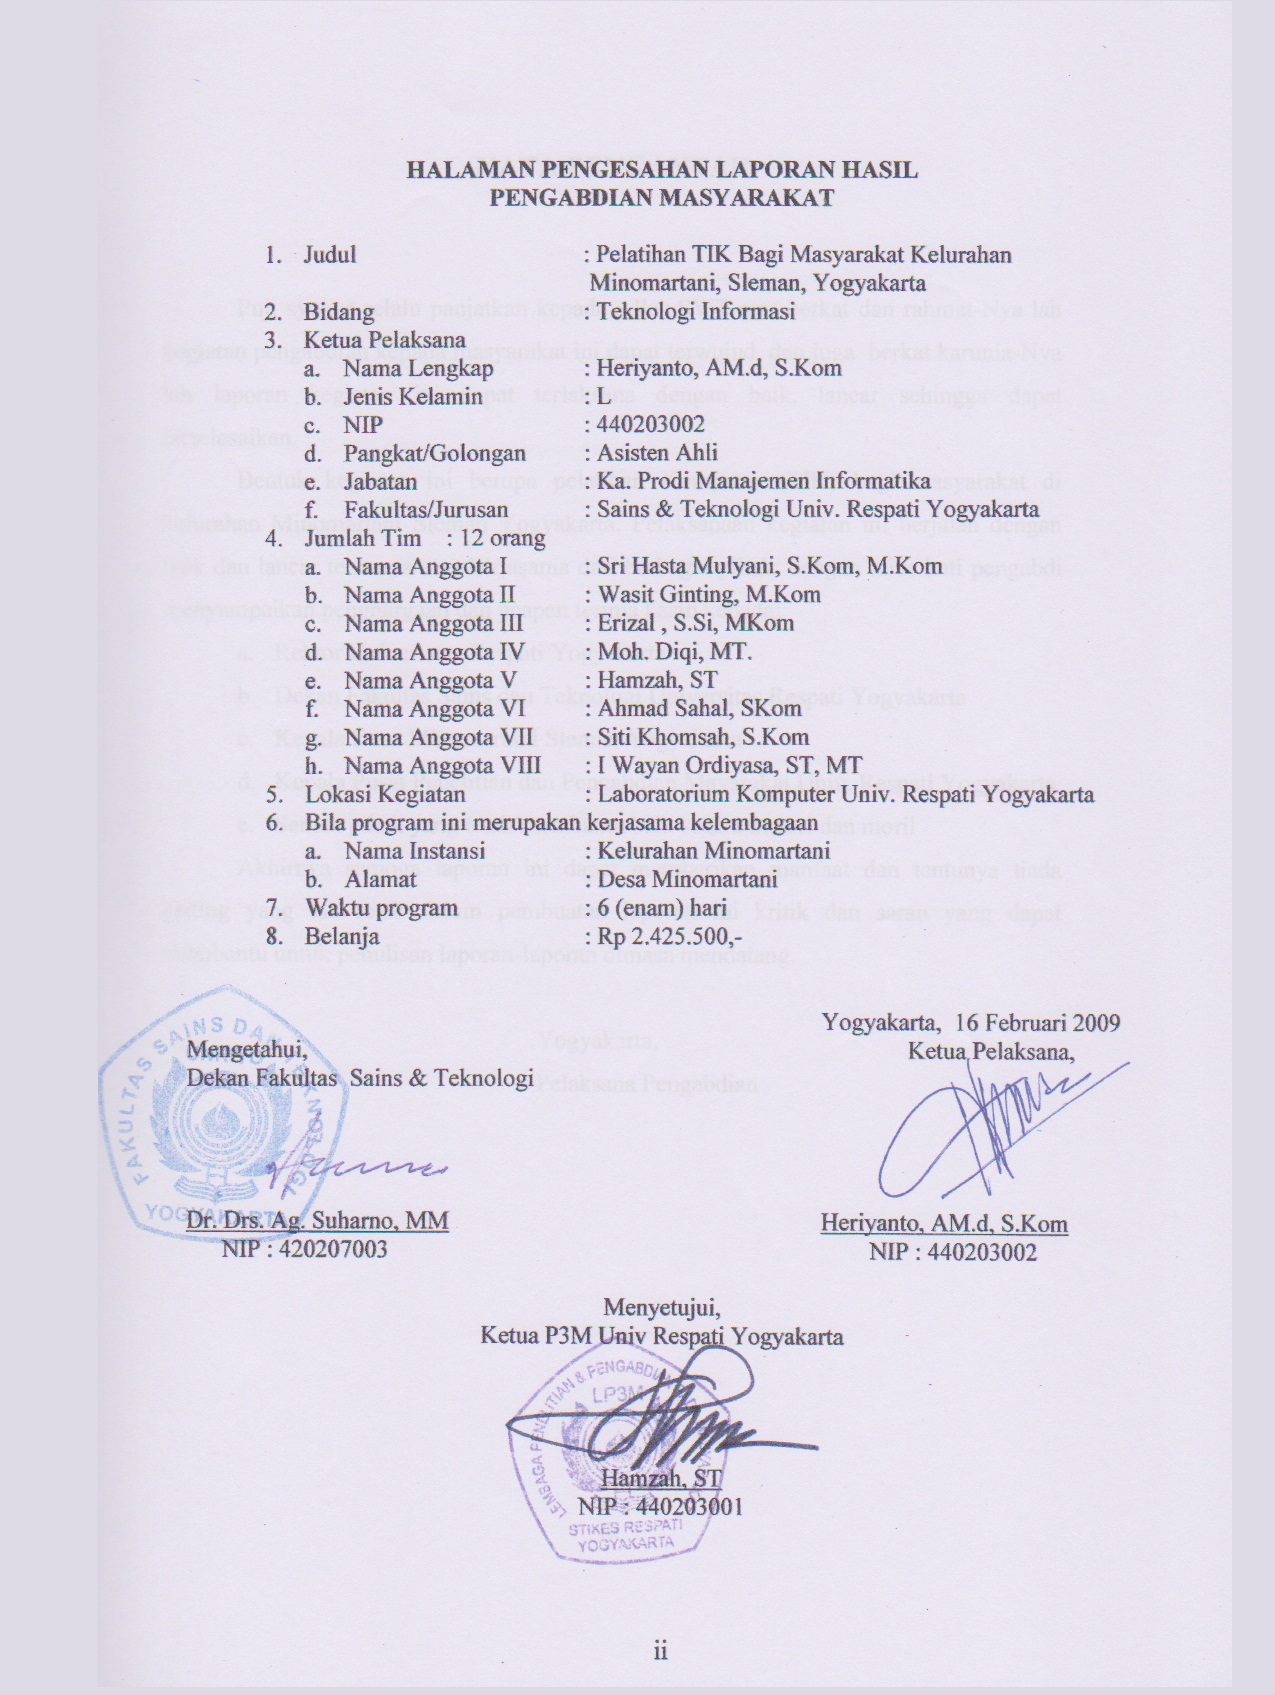 HALAMAN PENGESAHAN LAPORAN HASIL
PENGABDIAN MASYARAKAT
1. Judul : Pelatihan TIK Bagi Masyarakat Kelurahan
Minomartani, Sleman, Yogyakarta
2. Bidang : Teknologi Informasi
3. Ketua Pelaksana
a. Nama Lengkap : Heriyanto, AM.d, S.Kom
b. Jenis Kelamin : L
c. NIP : 440203002
d. Pangkat/Golongan : Asisten Ahli
e. Jabatan : Ka. Prodi Manajemen Informatika
f. Fakultas/Jurusan : Sains & Teknologi Univ. Respati Yogyakarta
4. Jumlah Tim : 12 orang
a. Nama Anggota I : Sri Hasta Mulyani, S.Kom, M.Kom
b. Nama Anggota II : Wasit Ginting, M.Kom
c. Nama Anggota III : Erizal , S.Si, MKom
d. Nama Anggota IV : Moh. Diqi, MT.
e. Nama Anggota V : Hamzah, ST
f. Nama Anggota VI : Ahmad Sahal, SKom
g. Nama Anggota VII : Siti Khomsah, S.Kom
h. Nama Anggota VIII : I Wayan Ordiyasa, ST, MT
5. Lokasi Kegiatan : Laboratorium Komputer Univ. Respati Yogyakarta
6. Bila program ini merupakan kerjasama kelembagaan
a. Nama Instansi : Kelurahan Minomartani
b. Alamat : Desa Minomartani
7. Waktu program : 6 (enam) hari
8. Belanja : Rp 2.425.500,-
Yogyakarta, 16 Februari 2009
Mengetahui,
Ketua Pelaksana,
Dekan Fakultas Sains & Teknologi
FAKULTAS SAINS DAN TEKNOLOGI
YOGYAKARTA
Dr. Drs. Ag. Suharno, MM
NIP : 420207003
Heriyanto, AM.d, S.Kom
NIP : 440203002
Menyetujui,
Ketua P3M Univ Respati Yogyakarta
LEMBAGA PENELITIAN & PENGABDIAN
LP3M
Hamzah, ST
NIP : 440203001
STIKES RESPATI
YOGYAKARTA
ii